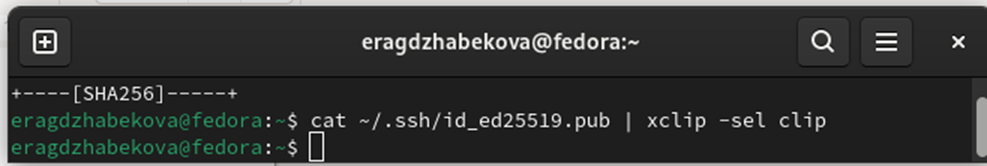 eragdzhabekova@fedora:~
+----[SHA256]-----+
eragdzhabekova@fedora:~$ cat ~/.ssh/id_ed25519.pub | xclip -sel clip
eragdzhabekova@fedora:~$